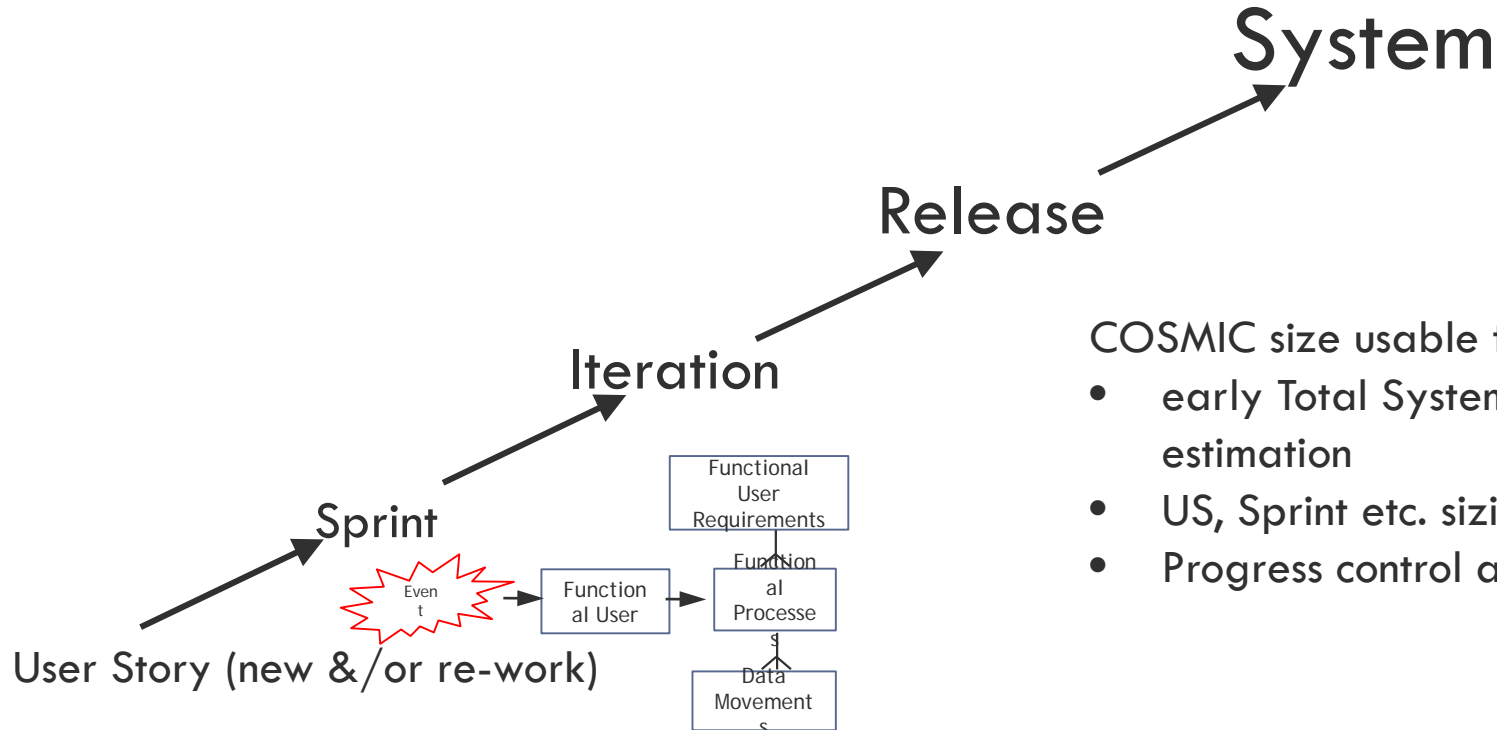 System
Release
Iteration
COSMIC size usable
• early Total System
estimation
• US, Sprint etc.
• Progress control
Sprint
Functional
User
Requirements
Even
t
Function
al User
Function
al
Processe
s
Data
Movement
s
User Story (new &/or re-work)